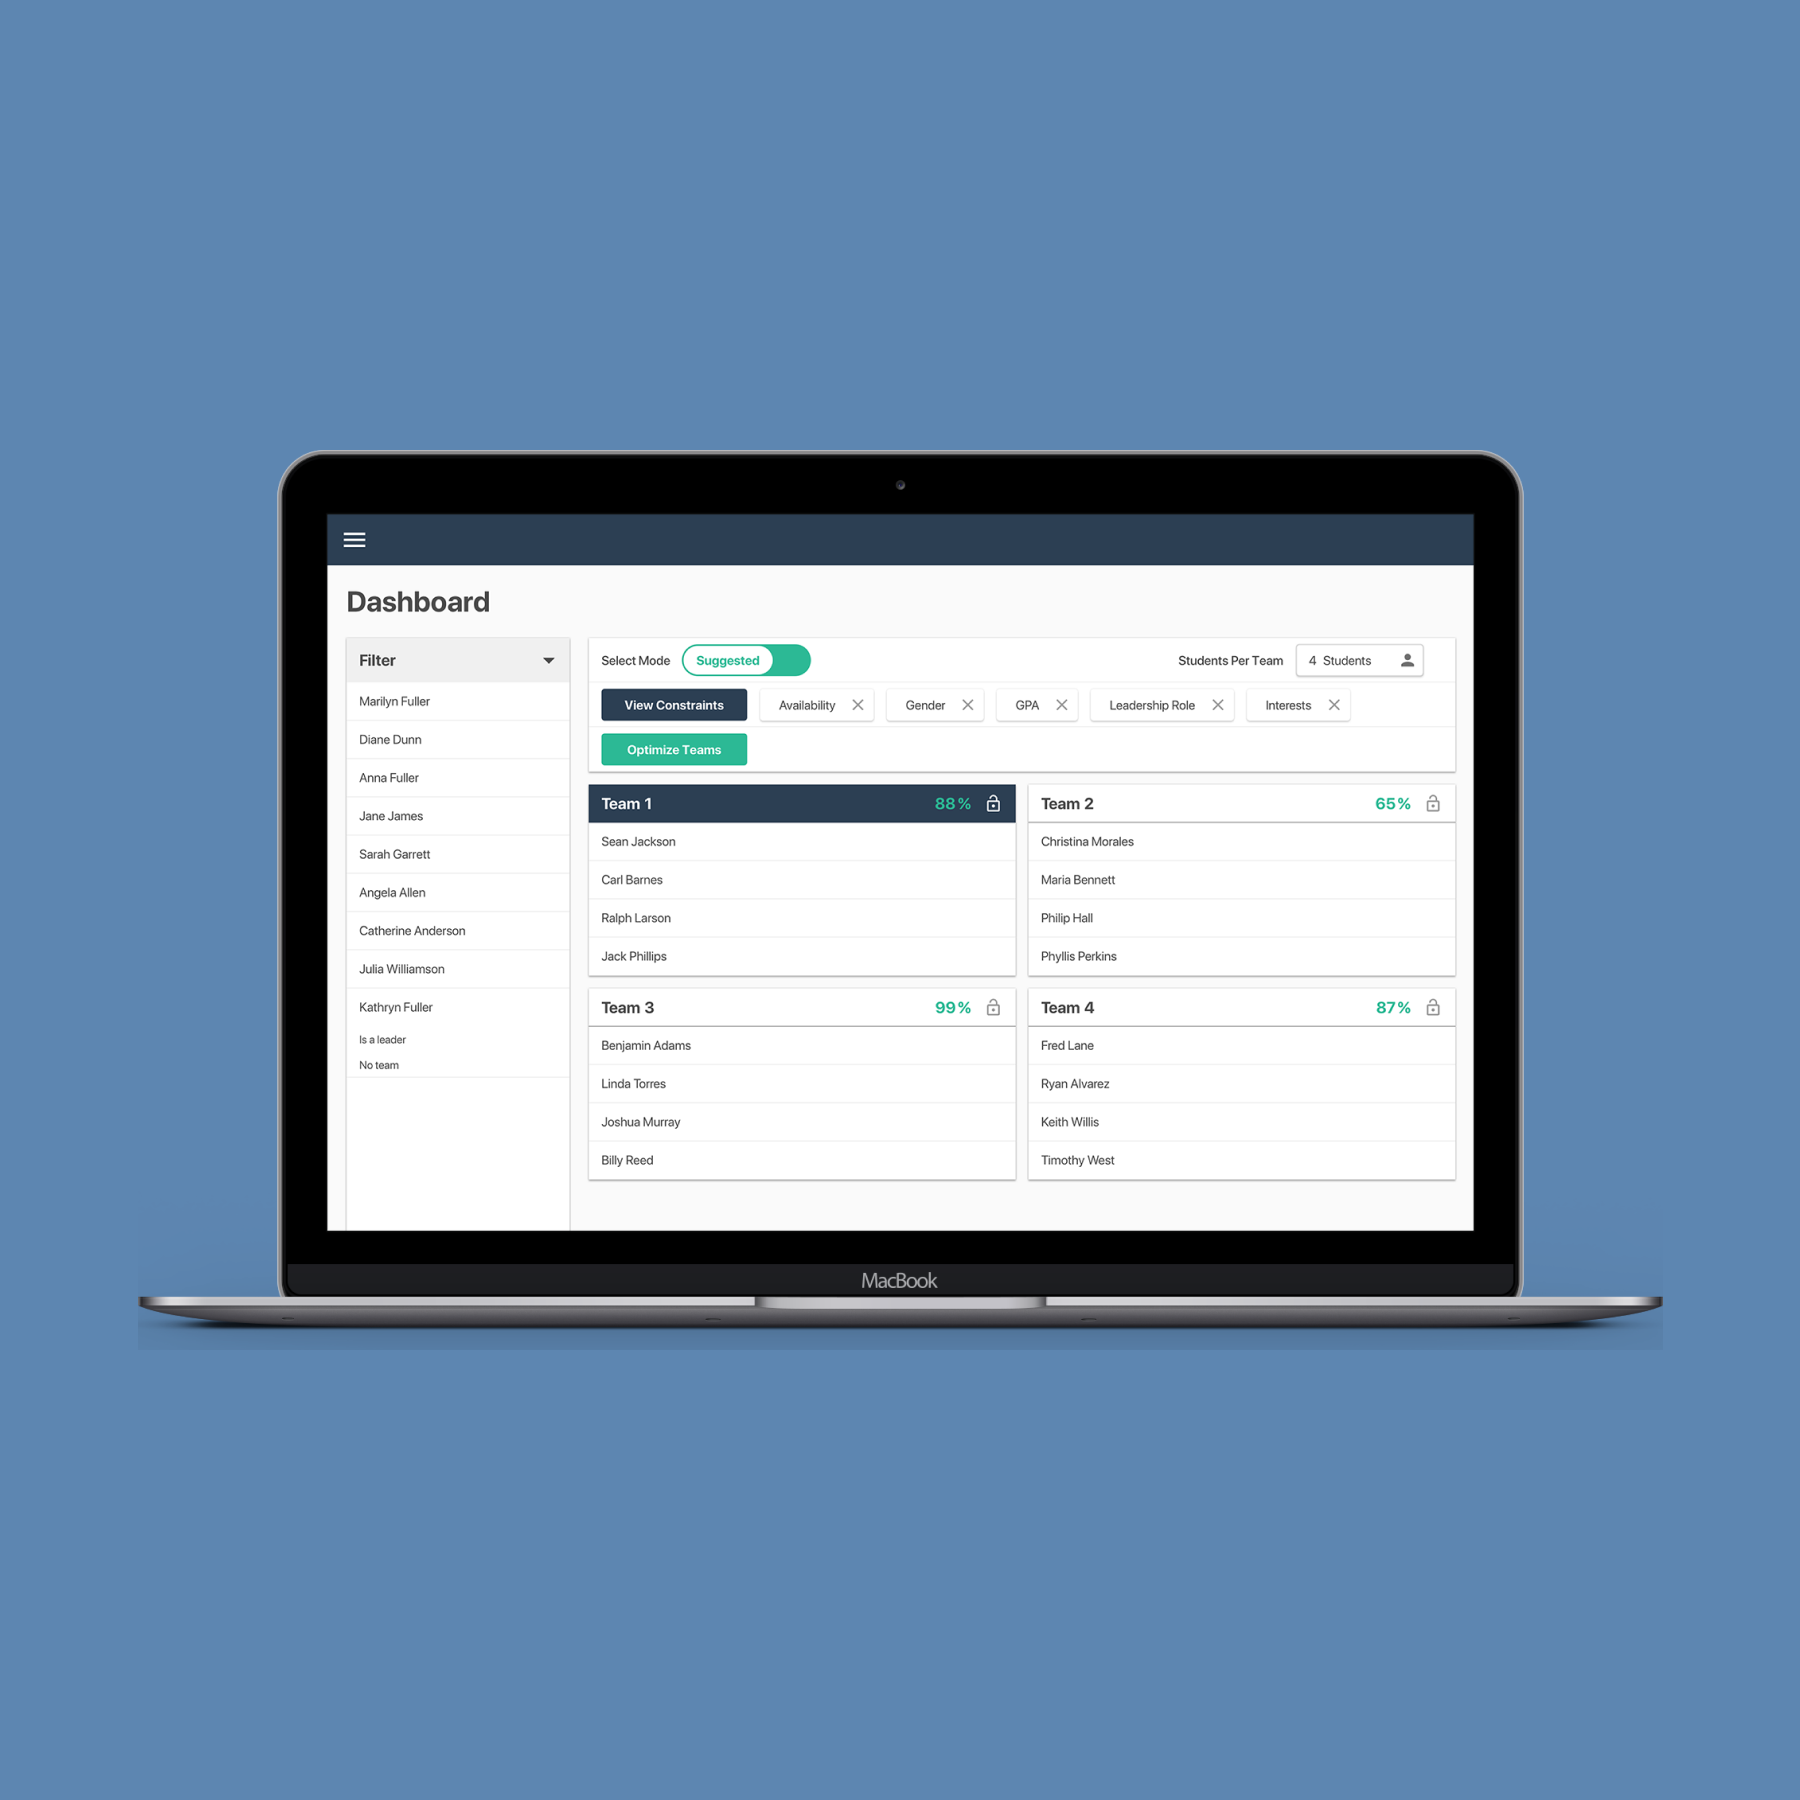 Dashboard
Filter
Marilyn Fuller
Diane Dunn
Anna Fuller
Jane James
Sarah Garrett
Angela Allen
Catherine Anderson
Julia Williamson
Kathryn Fuller
Is a leader
No team
Select Mode Suggested Students Per Team 4 Students
View Constraints Availability Gender GPA Leadership Role Interests
Optimize Teams
Team 1 88%
Sean Jackson
Carl Barnes
Ralph Larson
Jack Phillips
Team 2 65%
Christina Morales
Maria Bennett
Philip Hall
Phyllis Perkins
Team 3 99%
Benjamin Adams
Linda Torres
Joshua Murray
Billy Reed
Team 4 87%
Fred Lane
Ryan Alvarez
Keith Willis
Timothy West
MacBook